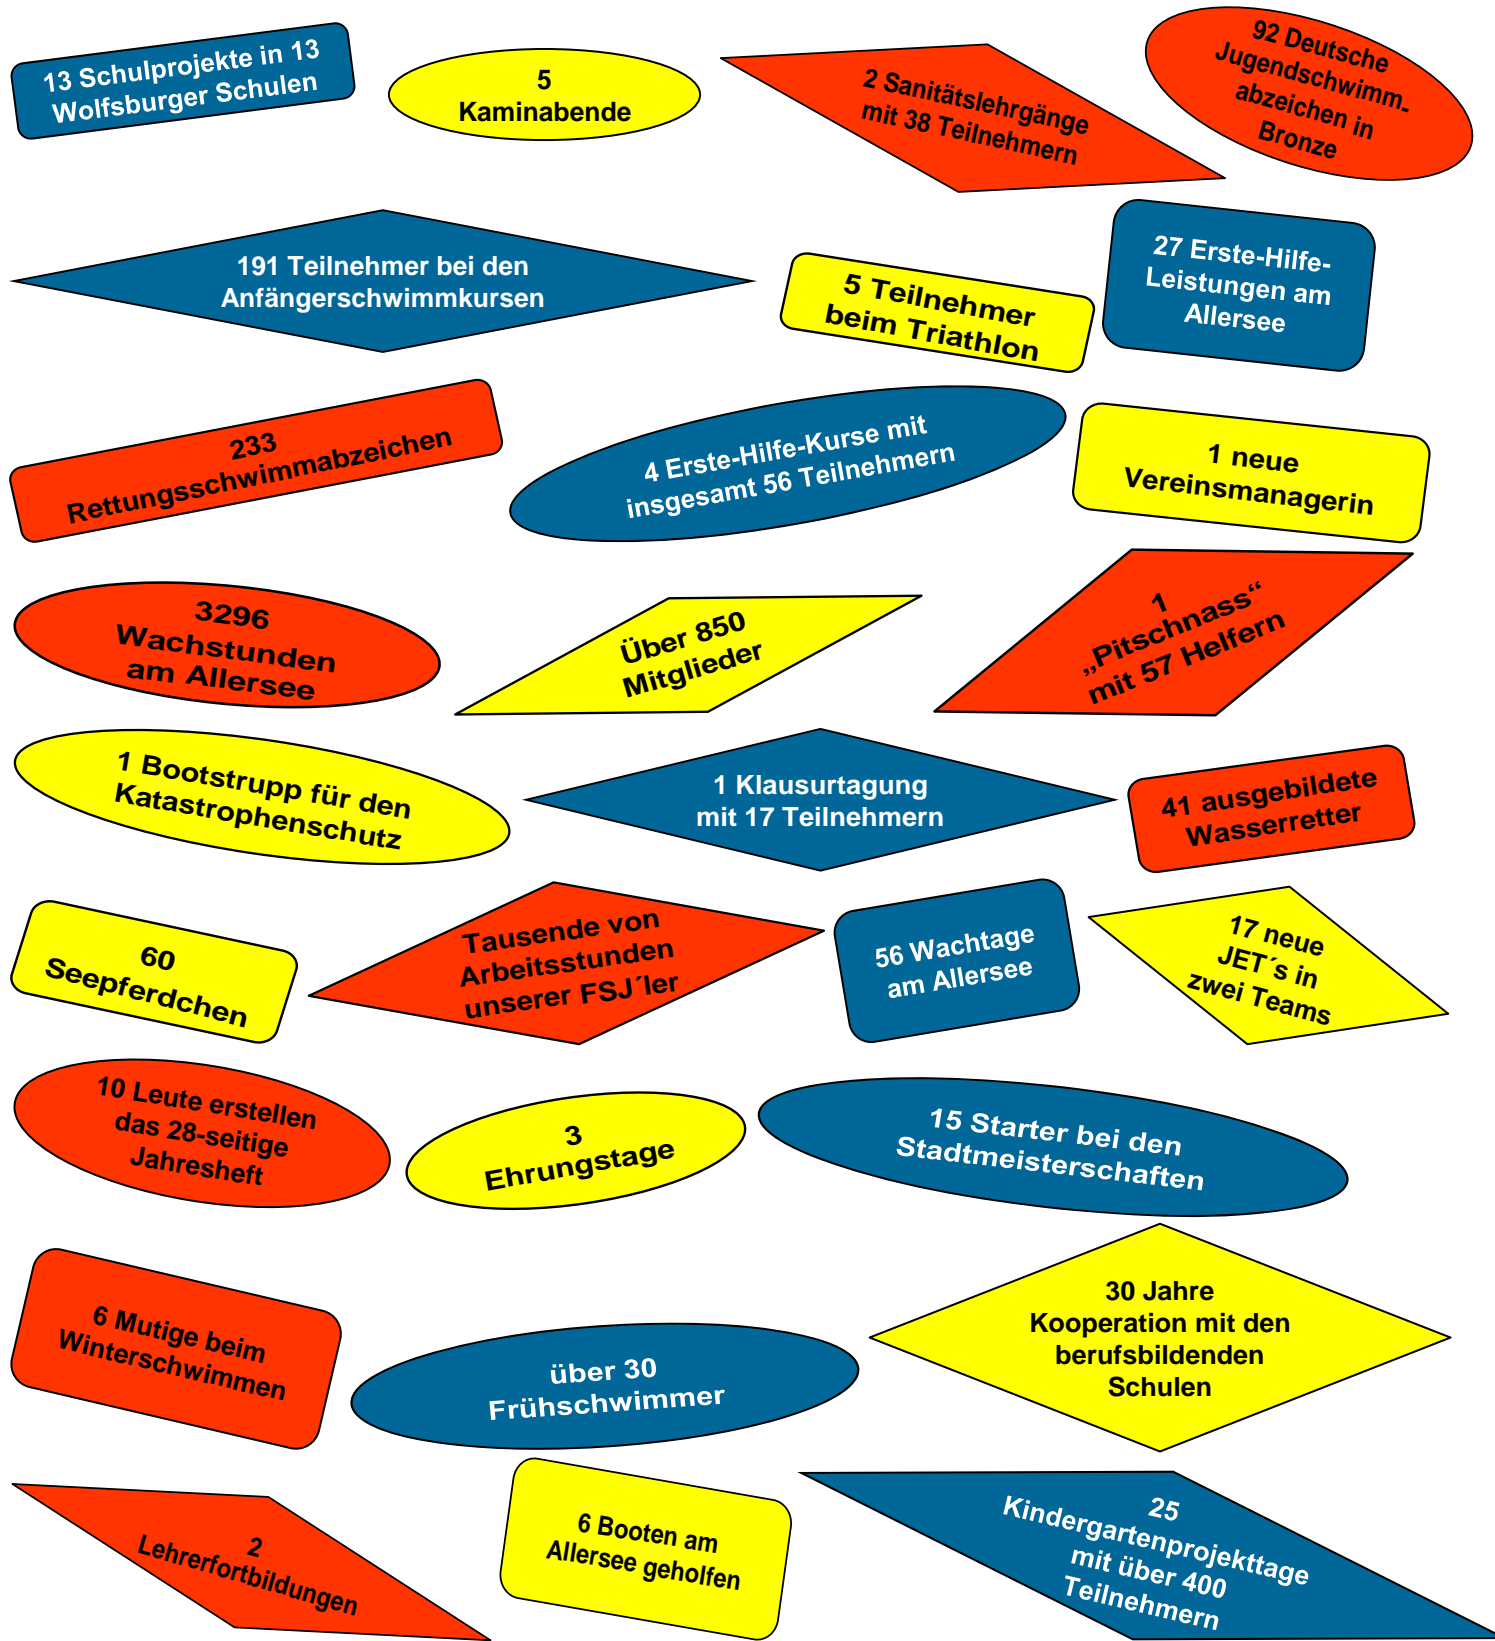 13 Schulprojekte in 13
Wolfsburger Schulen
5
Kaminabende
2 Sanitätslehrgänge
mit 38 Teilnehmern
92 Deutsche
Jugendschwimm-
abzeichen in
Bronze
191 Teilnehmer bei den
Anfängerschwimmkursen
5 Teilnehmer
beim Triathlon
27 Erste-Hilfe-
Leistungen am
Allersee
233
Rettungsschwimmabzeichen
4 Erste-Hilfe-Kurse mit
insgesamt 56 Teilnehmern
1 neue
Vereinsmanagerin
3296
Wachstunden
am Allersee
Über 850
Mitglieder
1
„Pitschnass“
mit 57 Helfern
1 Bootstrupp für den
Katastrophenschutz
1 Klausurtagung
mit 17 Teilnehmern
41 ausgebildete
Wasserretter
60
Seepferdchen
Tausende von
Arbeitsstunden
unserer FSJ´ler
56 Wachtage
am Allersee
17 neue
JET´s in
zwei Teams
10 Leute erstellen
das 28-seitige
Jahresheft
3
Ehrungstage
15 Starter bei den
Stadtmeisterschaften
6 Mutige beim
Winterschwimmen
über 30
Frühschwimmer
30 Jahre
Kooperation mit den
berufsbildenden
Schulen
2
Lehrerfortbildungen
6 Booten am
Allersee geholfen
25
Kindergartenprojekttage
mit über 400
Teilnehmern